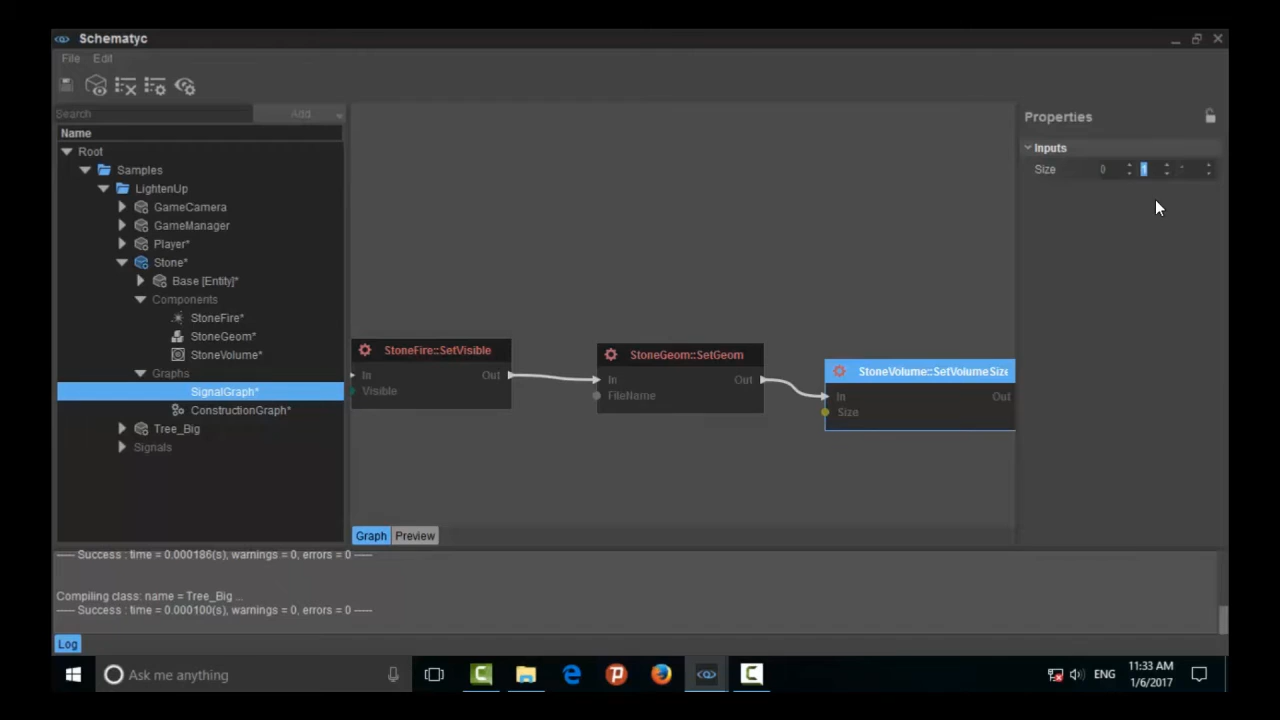 Schematyc
File Edit
Search Add
Name
Root
Samples
LightenUp
GameCamera
GameManager
Player*
Stone*
Base [Entity]*
Components
StoneFire*
StoneGeom*
StoneVolume*
Graphs
SignalGraph*
ConstructionGraph*
Tree_Big
Signals
StoneFire::SetVisible
In Out
Visible
StoneGeom::SetGeom
In Out
FileName
StoneVolume::SetVolumeSize
In Out
Size
Graph Preview
Properties
Inputs
Size 0 1
----- Success : time = 0.000186(s), warnings = 0, errors = 0 -----
Compiling class: name = Tree_Big ...
----- Success : time = 0.000100(s), warnings = 0, errors = 0 -----
Log
Ask me anything
ENG
11:33 AM
1/6/2017